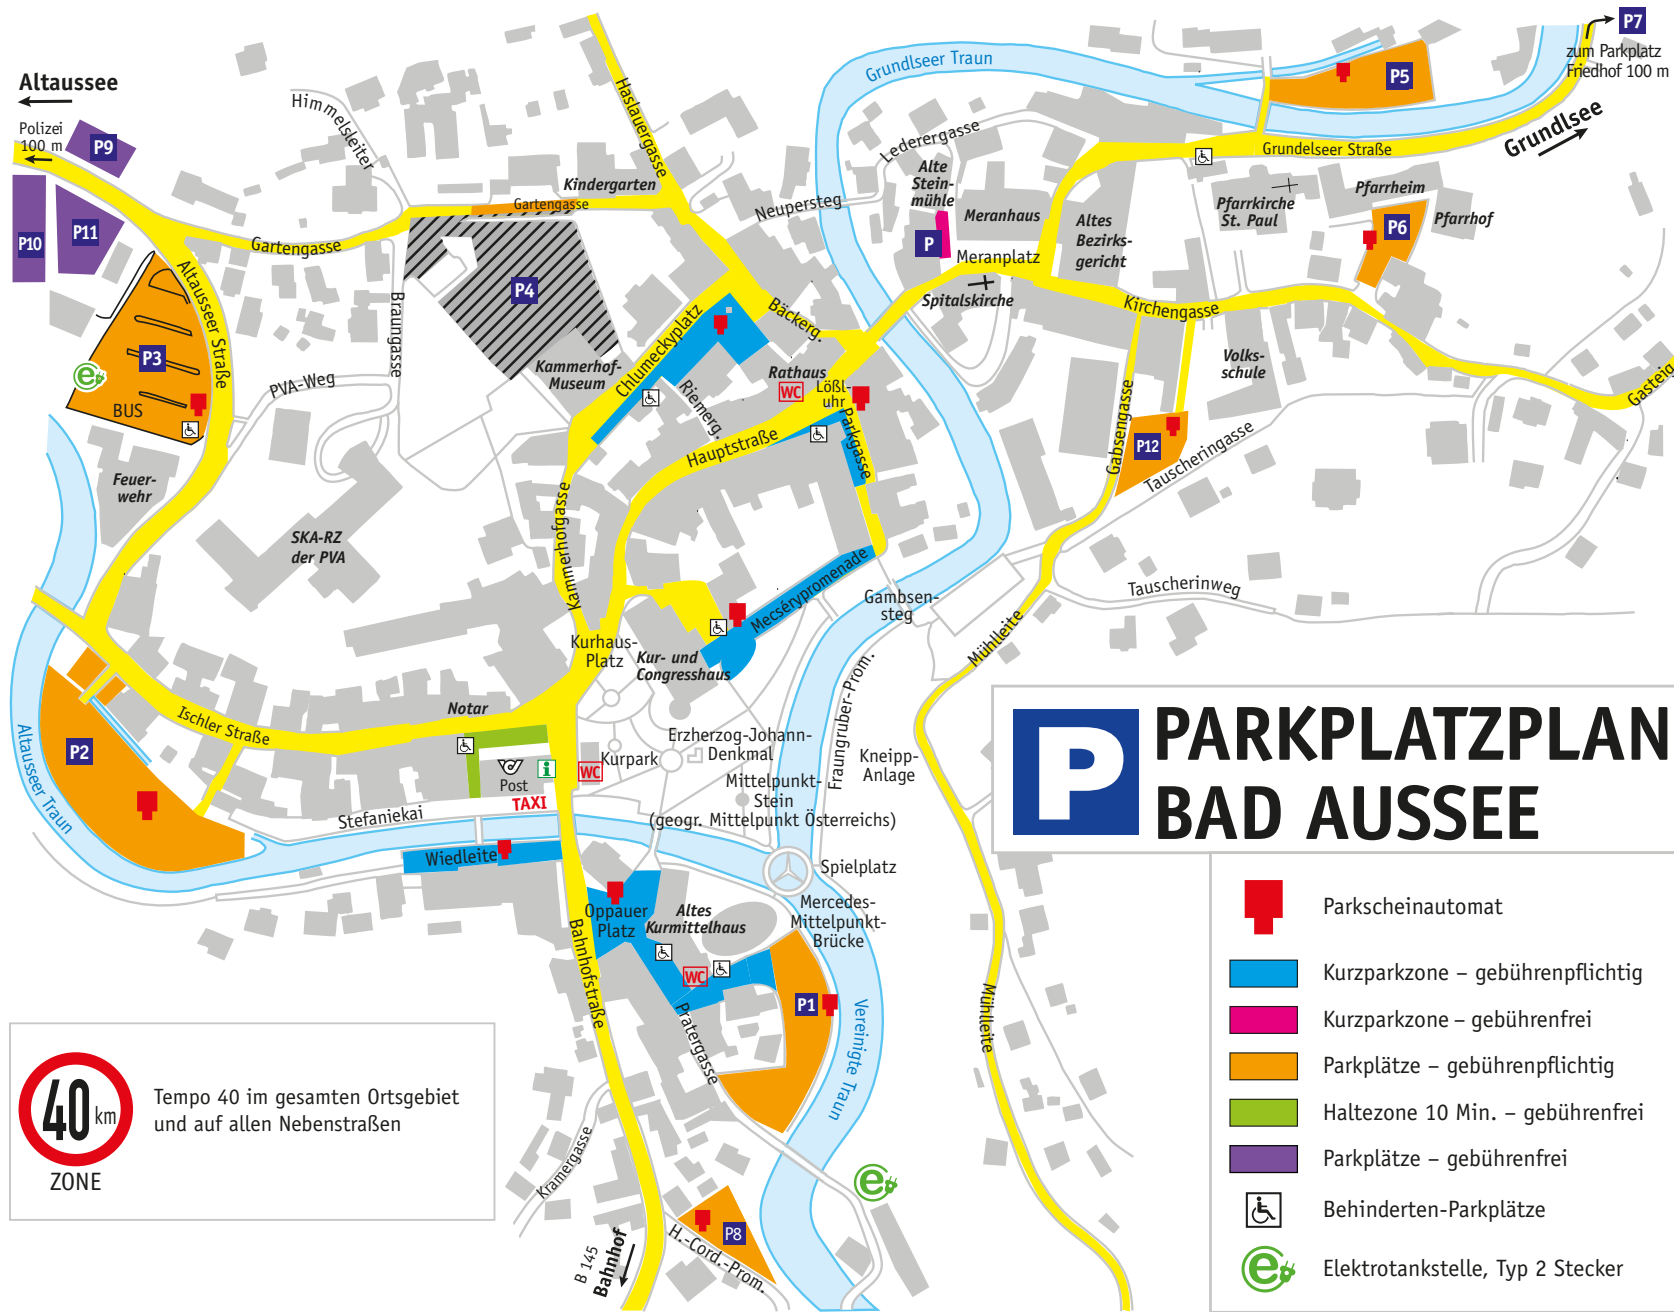 Altaussee
Polizei
100 m
P9
P10
P11
Himmelsleiter
Haslauergasse
Kindergarten
Gartengasse
Gartengasse
Altausseer Straße
Braungasse
P4
P3
BUS
PVA-Weg
Feuer-
wehr
SKA-RZ
der PVA
Kammerhof-
Museum
Chlumeckyplatz
Bäckerg.
Riemerg.
Rathaus
WC
Lößl-
uhr
Parkgasse
Hauptstraße
Kammerhofgasse
Mecsérypromenade
Kurhaus-
Platz
Kur- und
Congresshaus
Grundlseer Traun
Lederergasse
Neupersteg
Alte
Stein-
mühle
Meranhaus
P
Meranplatz
Spitalskirche
Altes
Bezirks-
gericht
P5
P7
zum Parkplatz
Friedhof 100 m
Grundlsee
Grundelseer Straße
Pfarrkirche
St. Paul
Pfarrheim
Pfarrhof
P6
Kirchengasse
Volks-
schule
Gabsengasse
P12
Tauscheringasse
Gasteig
Tauscherinweg
Gambsen-
steg
Mühlleite
Mühlleite
Notar
Ischler Straße
P2
Altausseer Traun
Post
i
TAXI
WC
Kurpark
Stefaniekai
Wiedleite
Erzherzog-Johann-
Denkmal
Mittelpunkt-
Stein
(geogr. Mittelpunkt Österreichs)
Fraungruber-Prom.
Kneipp-
Anlage
Spielplatz
Mercedes-
Mittelpunkt-
Brücke
Oppauer
Platz
Altes
Kurmittelhaus
WC
P1
Pratergasse
Bahnhofstraße
Vereinigte Traun
Kramergasse
B 145
Bahnhof
P8
H.-Cord.-Prom.
e
e
40 km
ZONE
Tempo 40 im gesamten Ortsgebiet
und auf allen Nebenstraßen
P
PARKPLATZPLAN
BAD AUSSEE
Parkscheinautomat
Kurzparkzone – gebührenpflichtig
Kurzparkzone – gebührenfrei
Parkplätze – gebührenpflichtig
Haltezone 10 Min. – gebührenfrei
Parkplätze – gebührenfrei
Behinderten-Parkplätze
e
Elektrotankstelle, Typ 2 Stecker